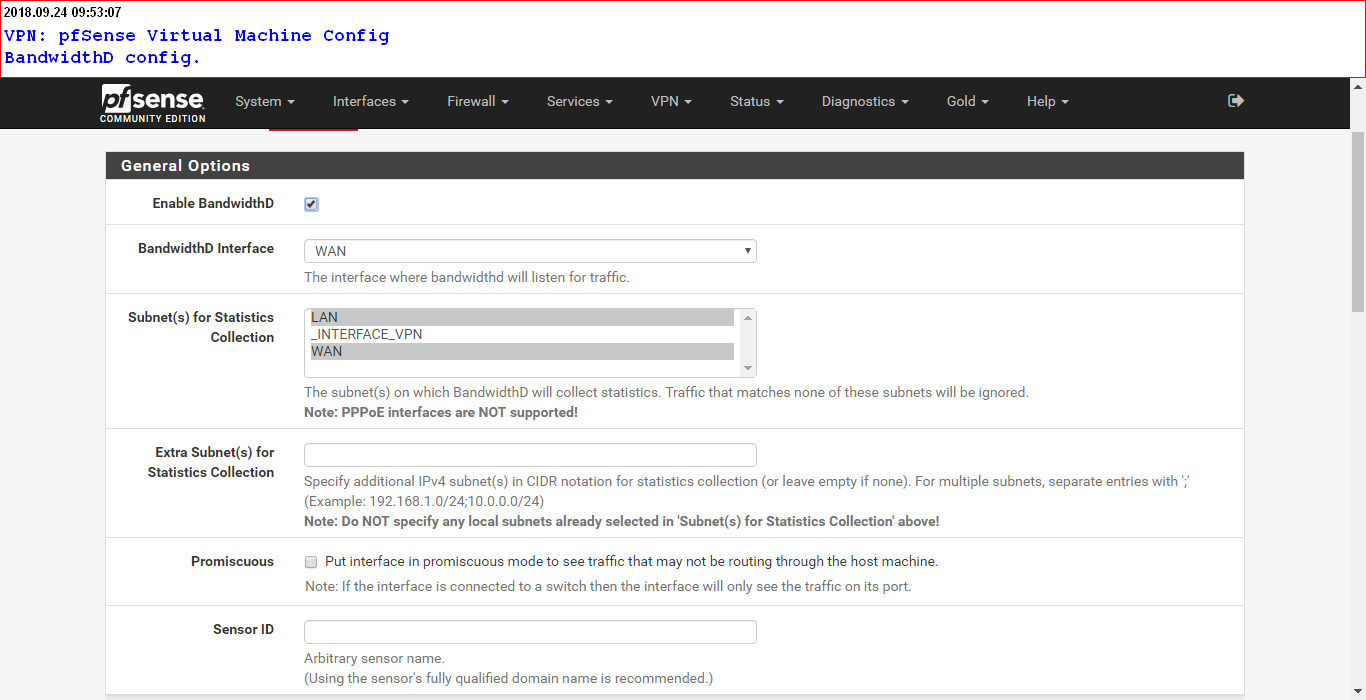 2018.09.24 09:53:07
VPN: pfSense Virtual Machine Config
BandwidthD config.
pfsense
COMMUNITY EDITION
System Interfaces Firewall Services VPN Status Diagnostics Gold Help
General Options
Enable BandwidthD
BandwidthD Interface
WAN
The interface where bandwidthd will listen for traffic.
Subnet(s) for Statistics
Collection
LAN
_INTERFACE_VPN
WAN
The subnet(s) on which BandwidthD will collect statistics. Traffic that matches none of these subnets will be ignored.
Note: PPPoE interfaces are NOT supported!
Extra Subnet(s) for
Statistics Collection
Specify additional IPv4 subnet(s) in CIDR notation for statistics collection (or leave empty if none). For multiple subnets, separate entries with ';'
(Example: 192.168.1.0/24;10.0.0.0/24)
Note: Do NOT specify any local subnets already selected in 'Subnet(s) for Statistics Collection' above!
Promiscuous
Put interface in promiscuous mode to see traffic that may not be routing through the host machine.
Note: If the interface is connected to a switch then the interface will only see the traffic on its port.
Sensor ID
Arbitrary sensor name.
(Using the sensor's fully qualified domain name is recommended.)